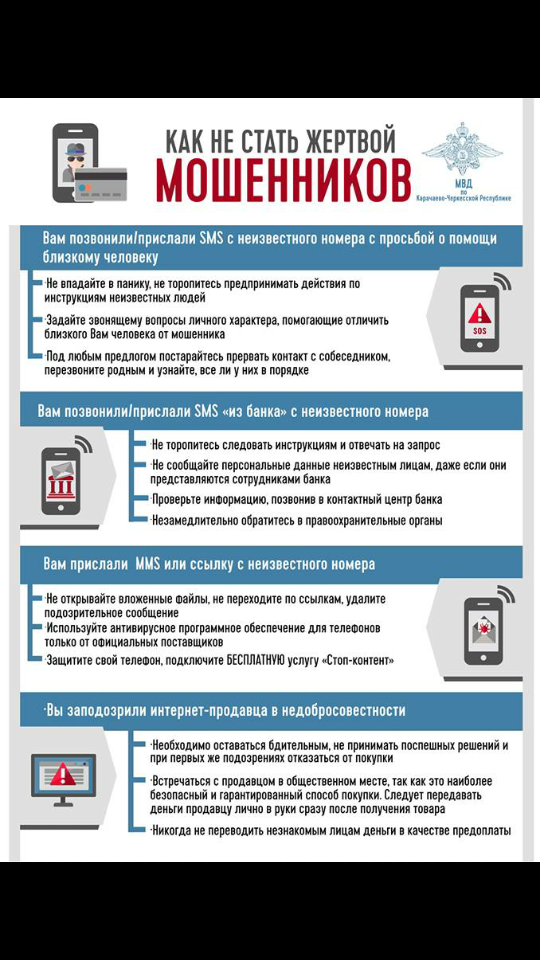 КАК НЕ СТАТЬ ЖЕРТВОЙ
МОШЕННИКОВ
МВД
по
Карачаево-Черкесской Республике
Вам позвонили/прислали SMS с неизвестного номера с просьбой о помощи
близкому человеку
·Не впадайте в панику, не торопитесь предпринимать действия по
инструкциям неизвестных людей
·Задайте звонящему вопросы личного характера, помогающие отличить
близкого Вам человека от мошенника
·Под любым предлогом постарайтесь прервать контакт с собеседником,
перезвоните родным и узнайте, все ли у них в порядке
SOS
Вам позвонили/прислали SMS «из банка» с неизвестного номера
·Не торопитесь следовать инструкциям и отвечать на запрос
·Не сообщайте персональные данные неизвестным лицам, даже если они
представляются сотрудниками банка
·Проверьте информацию, позвонив в контактный центр банка
·Незамедлительно обратитесь в правоохранительные органы
Вам прислали MMS или ссылку с неизвестного номера
·Не открывайте вложенные файлы, не переходите по ссылкам, удалите
подозрительное сообщение
·Используйте антивирусное программное обеспечение для телефонов
только от официальных поставщиков
·Защитите свой телефон, подключите БЕСПЛАТНУЮ услугу «Стоп-контент»
·Вы заподозрили интернет-продавца в недобросовестности
·Необходимо оставаться бдительным, не принимать поспешных решений и
при первых же подозрениях отказаться от покупки
·Встречаться с продавцом в общественном месте, так как это наиболее
безопасный и гарантированный способ покупки. Следует передавать
деньги продавцу лично в руки сразу после получения товара
·Никогда не переводить незнакомым лицам деньги в качестве предоплаты